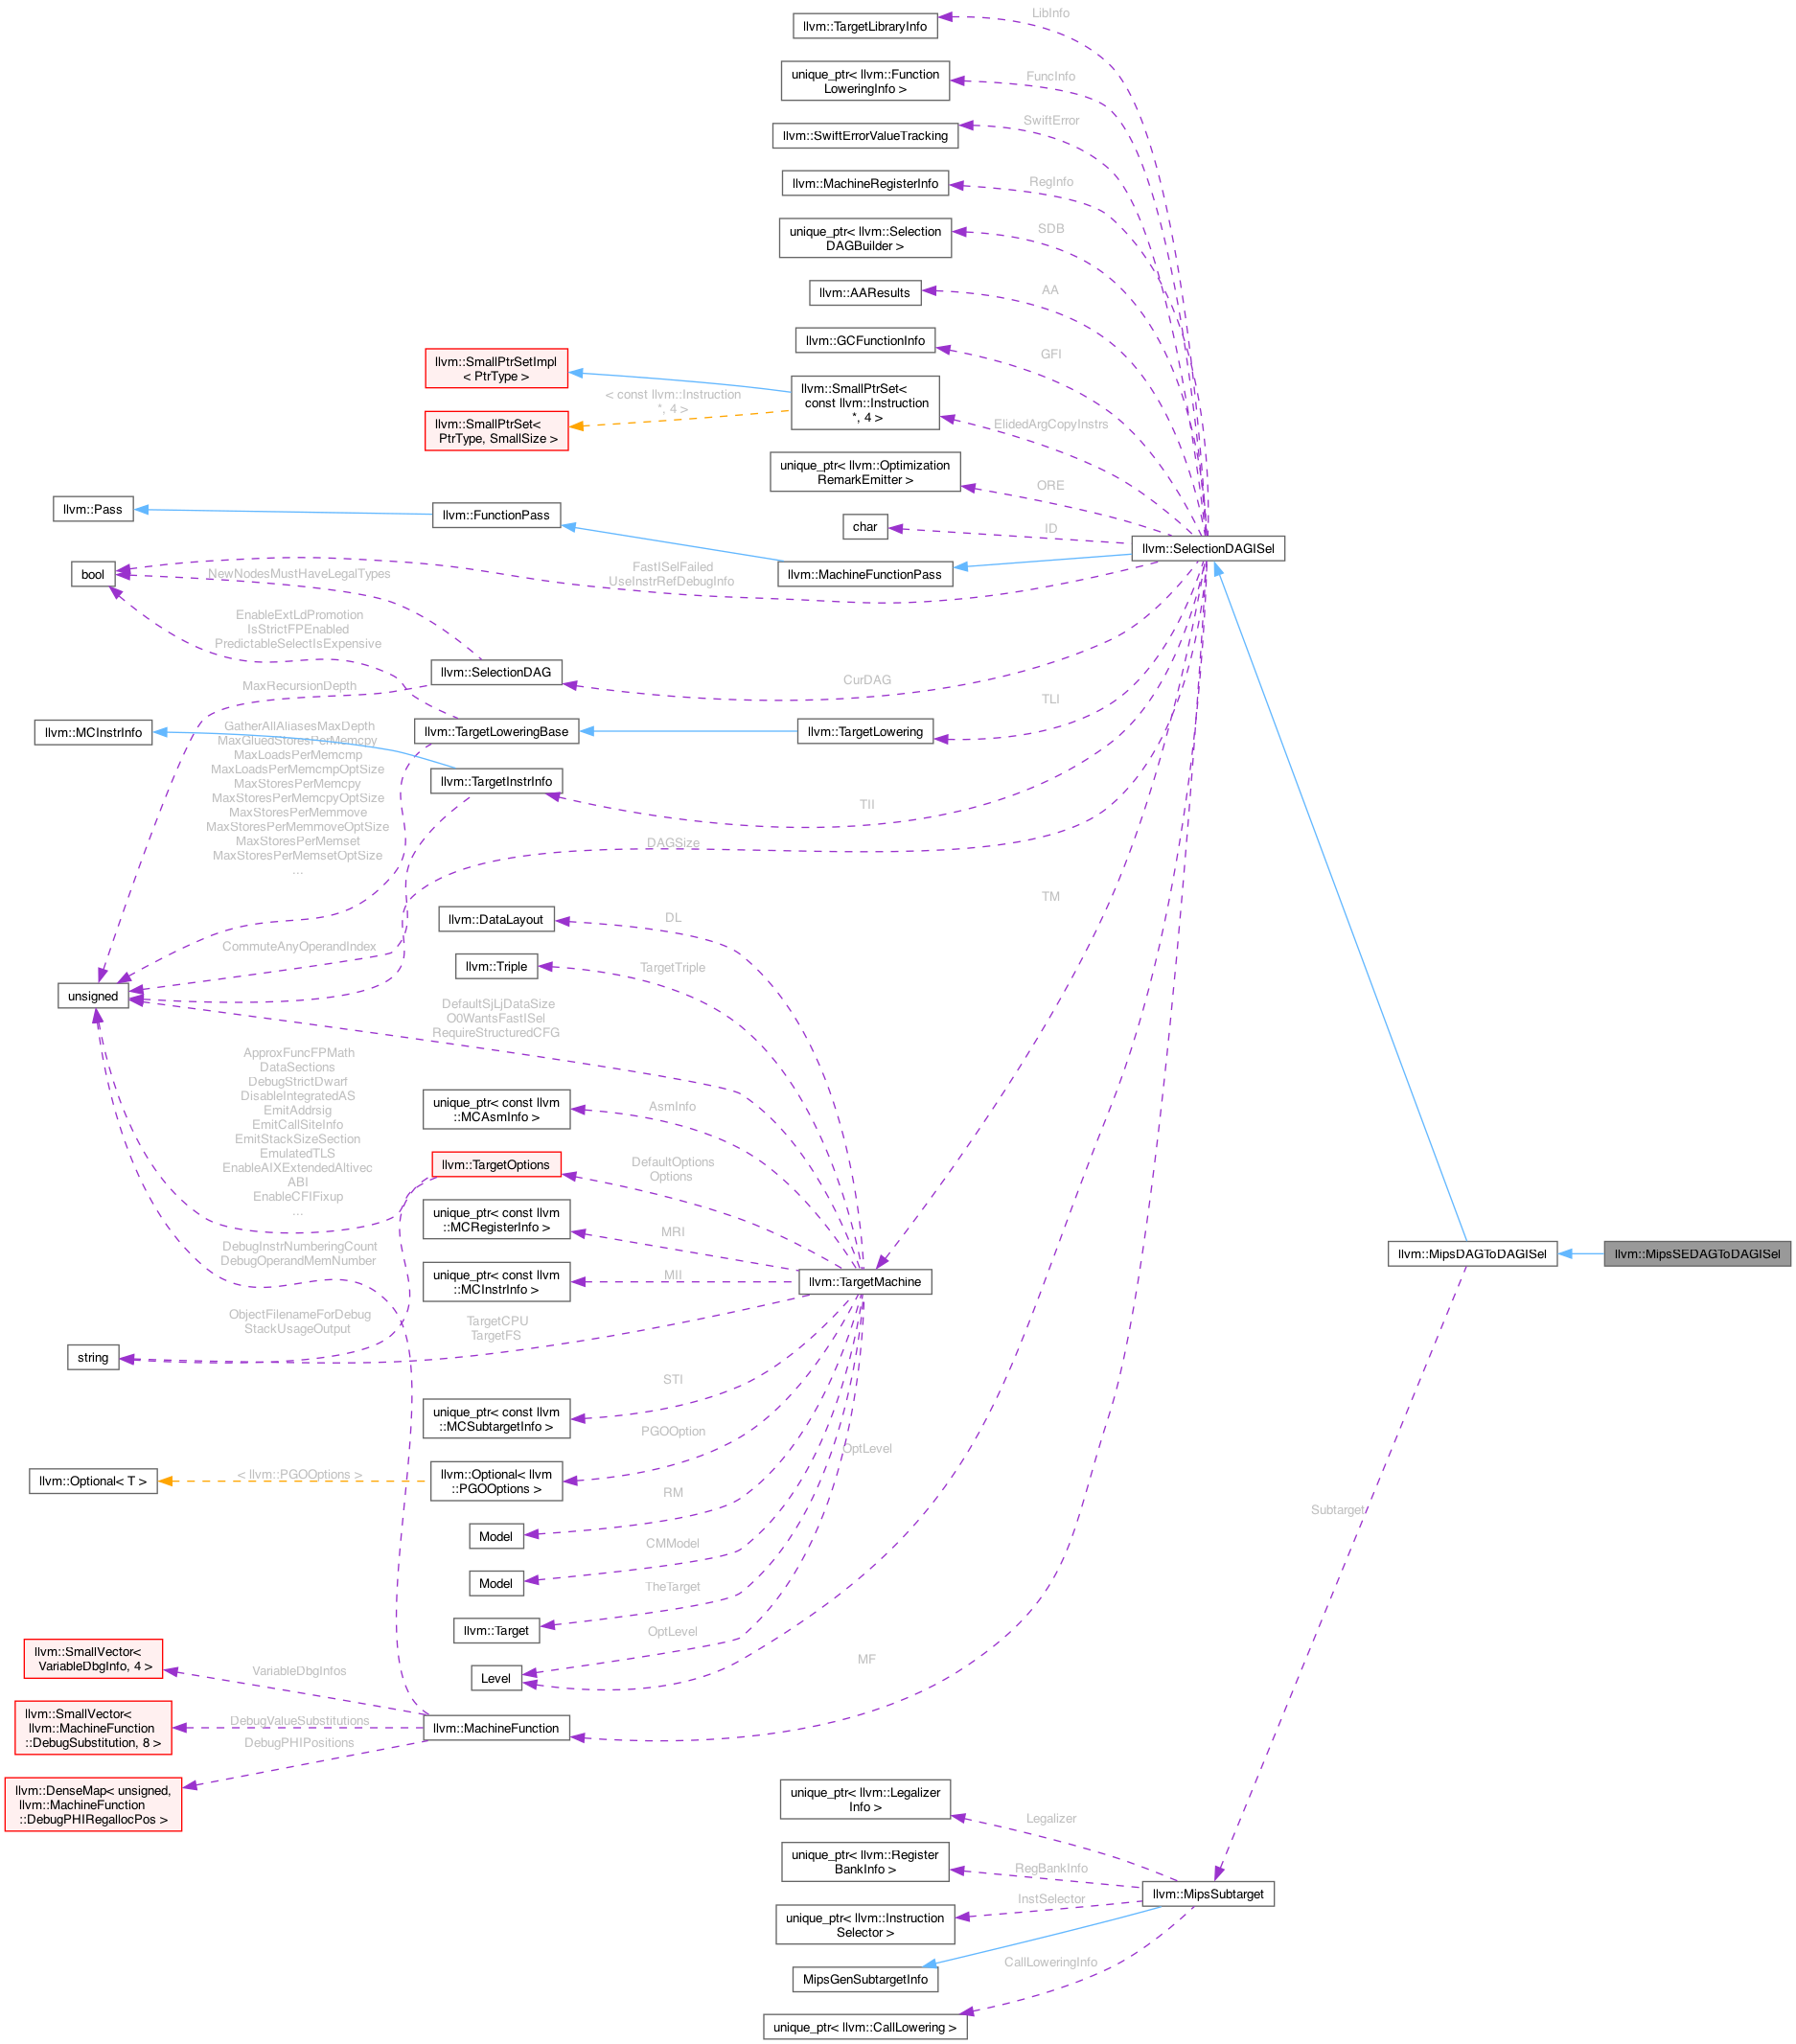 LibInfo
llvm::TargetLibraryInfo
unique_ptr< llvm::Function
LoweringInfo >
FuncInfo
SwiftError
llvm::SwiftErrorValueTracking
llvm::MachineRegisterInfo
RegInfo
unique_ptr< llvm::Selection
DAGBuilder >
SDB
llvm::AAResults
AA
llvm::GCFunctionInfo
GFI
llvm::SmallPtrSetImpl
< PtrType >
llvm::SmallPtrSet<
const llvm::Instruction
*, 4 >
< const llvm::Instruction
*, 4 >
llvm::SmallPtrSet<
PtrType, SmallSize >
ElidedArgCopyInstrs
unique_ptr< llvm::Optimization
RemarkEmitter >
ORE
llvm::Pass
llvm::FunctionPass
char
ID
llvm::SelectionDAGISel
bool
NewNodesMustHaveLegalTypes
FastISelFailed
UseInstrRefDebugInfo
llvm::MachineFunctionPass
EnableExtLdPromotion
IsStrictFPEnabled
PredictableSelectIsExpensive
llvm::SelectionDAG
CurDAG
MaxRecursionDepth
TLI
llvm::MCInstrInfo
llvm::TargetLoweringBase
llvm::TargetLowering
GatherAllAliasesMaxDepth
MaxGluedStoresPerMemcpy
MaxLoadsPerMemcmp
MaxLoadsPerMemcmpOptSize
MaxStoresPerMemcpy
MaxStoresPerMemcpyOptSize
MaxStoresPerMemmove
MaxStoresPerMemmoveOptSize
MaxStoresPerMemset
MaxStoresPerMemsetOptSize
...
llvm::TargetInstrInfo
TII
DAGSize
TM
llvm::DataLayout
DL
CommuteAnyOperandIndex
llvm::Triple
TargetTriple
unsigned
DefaultSjLjDataSize
O0WantsFastISel
RequireStructuredCFG
ApproxFuncFPMath
DataSections
DebugStrictDwarf
DisableIntegratedAS
EmitAddrsig
EmitCallSiteInfo
EmitStackSizeSection
EmulatedTLS
EnableAIXExtendedAltivec
ABI
EnableCFIFixup
...
unique_ptr< const llvm
::MCAsmInfo >
AsmInfo
llvm::TargetOptions
DefaultOptions
Options
unique_ptr< const llvm
::MCRegisterInfo >
MRI
DebugInstrNumberingCount
DebugOperandMemNumber
unique_ptr< const llvm
::MCInstrInfo >
MII
llvm::TargetMachine
llvm::MipsDAGToDAGISel
llvm::MipsSEDAGToDAGISel
ObjectFilenameForDebug
StackUsageOutput
TargetCPU
TargetFS
string
STI
unique_ptr< const llvm
::MCSubtargetInfo >
PGOOption
OptLevel
llvm::Optional< T >
< llvm::PGOOptions >
llvm::Optional< llvm
::PGOOptions >
RM
Subtarget
Model
CMModel
Model
TheTarget
llvm::Target
OptLevel
Level
MF
llvm::SmallVector<
VariableDbgInfo, 4 >
VariableDbgInfos
llvm::SmallVector<
llvm::MachineFunction
::DebugSubstitution, 8 >
DebugValueSubstitutions
llvm::MachineFunction
DebugPHIPositions
llvm::DenseMap< unsigned,
llvm::MachineFunction
::DebugPHIRegallocPos >
unique_ptr< llvm::Legalizer
Info >
Legalizer
unique_ptr< llvm::Register
BankInfo >
RegBankInfo
llvm::MipsSubtarget
InstSelector
unique_ptr< llvm::Instruction
Selector >
CallLoweringInfo
MipsGenSubtargetInfo
unique_ptr< llvm::CallLowering >